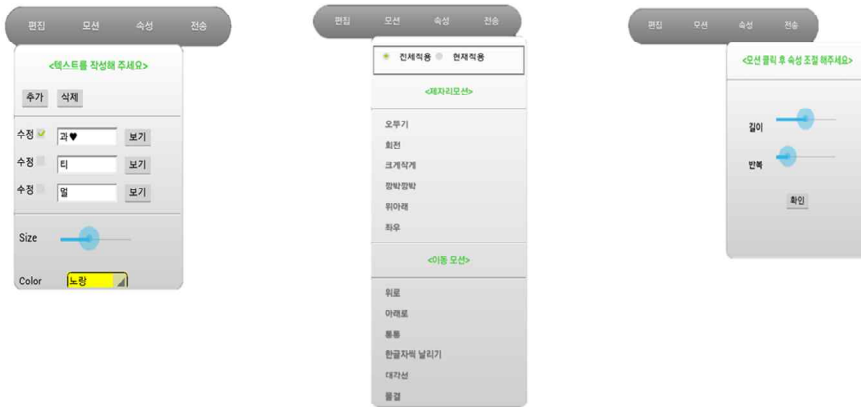 편집 모션 속성 전송
<텍스트를 작성해 주세요>
추가 삭제
수정 과♥ 보기
수정 티 보기
수정 얼 보기
Size
Color 노랑
편집 모션 속성 전송
전체적용 현재적용
<제자리모션>
오뚜기
회전
크게작게
깜박깜박
위아래
좌우
<이동 모션>
위로
아래로
통통
한글자씩 날리기
대각선
물결
편집 모션 속성 전송
<모션 클릭 후 속성 조절 해주세요>
길이
반복
확인